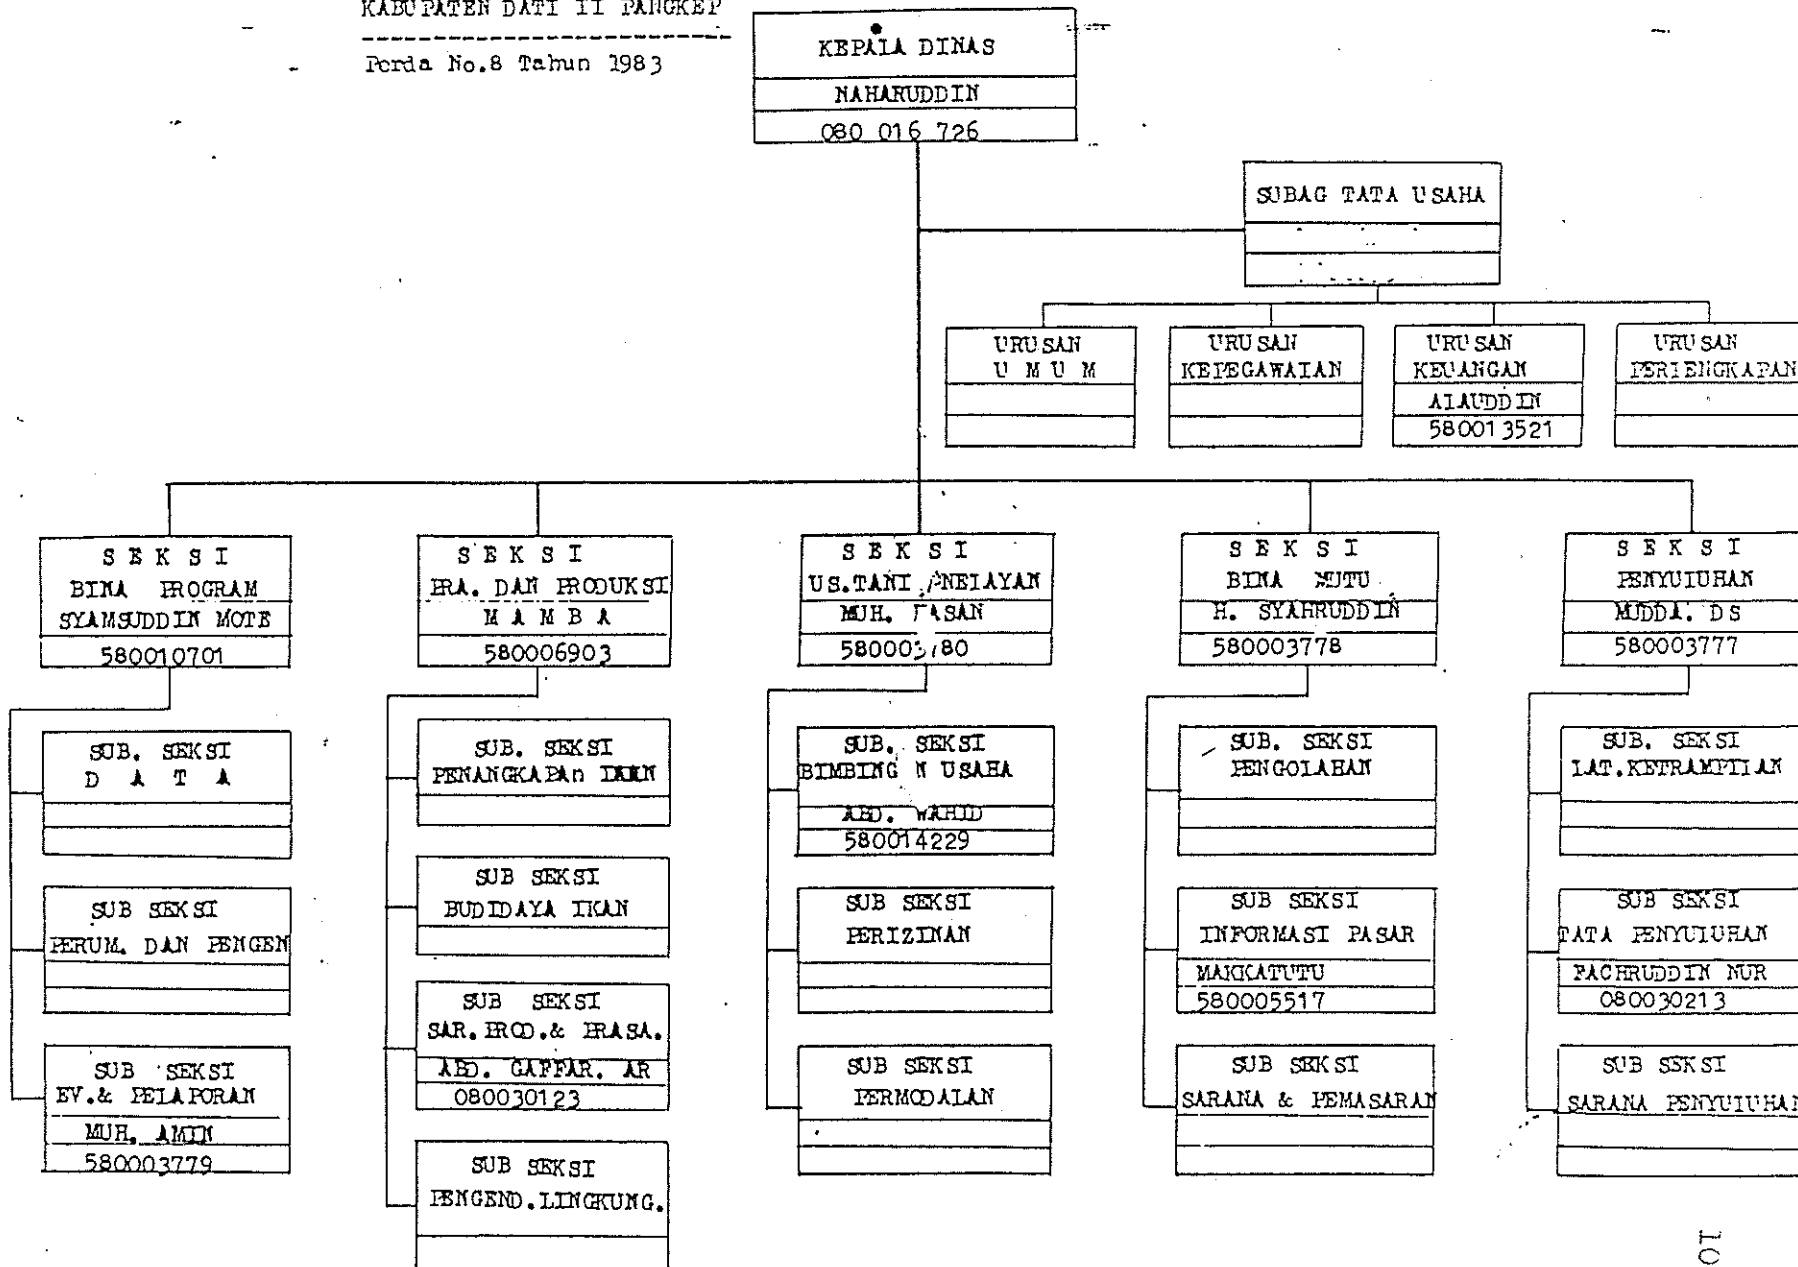 KABUPATEN DATI II PANGKEP
Perda No.8 Tahun 1983
KEPALA DINAS
NAHARUDDIN
080 016 726
SUBAG TATA USAHA
URUSAN
U M U M
URUSAN
KEPEGAWAIAN
URUSAN
KEUANGAN
ALAUDDIN
580013521
URUSAN
PERLENGKAPAN
S E K S I
BINA PROGRAM
SYAMSUDDIN MOTE
580010701
S E K S I
PRA. DAN PRODUKSI
M A M B A
580006903
S E K S I
US.TANI NELAYAN
MUH.
S E K S I
BINA MUTU
H. SYAHRUDDIN
580003778
S E K S I
PENYULUHAN
MUDDA. DS
580003777
SUB. SEKSI
D A T A
SUB SEKSI
PERUM. DAN PENGEN
SUB SEKSI
EV.& PELAPORAN
MUH. AMIN
580003779
SUB. SEKSI
PENANGKAPAn IKAN
SUB SEKSI
BUDIDAYA IKAN
SUB SEKSI
SAR.PROD.& PRASA.
ABD. GAFFAR. AR
080030123
SUB SEKSI
PENGEND.LINGKUNG.
SUB. SEKSI
BIMBING N USAHA
ABD. WAHID
580014229
SUB SEKSI
PERIZINAN
SUB SEKSI
PERMODALAN
SUB. SEKSI
PENGOLAHAN
SUB SEKSI
INFORMASI PASAR
MAKKATUTU
580005517
SUB SEKSI
SARANA & PEMASARAN
SUB. SEKSI
LAT.KETRAMPILAN
SUB SEKSI
TATA PENYULUHAN
FACHRUDDIN NUR
080030213
SUB SEKSI
SARANA PENYULUHAN
10